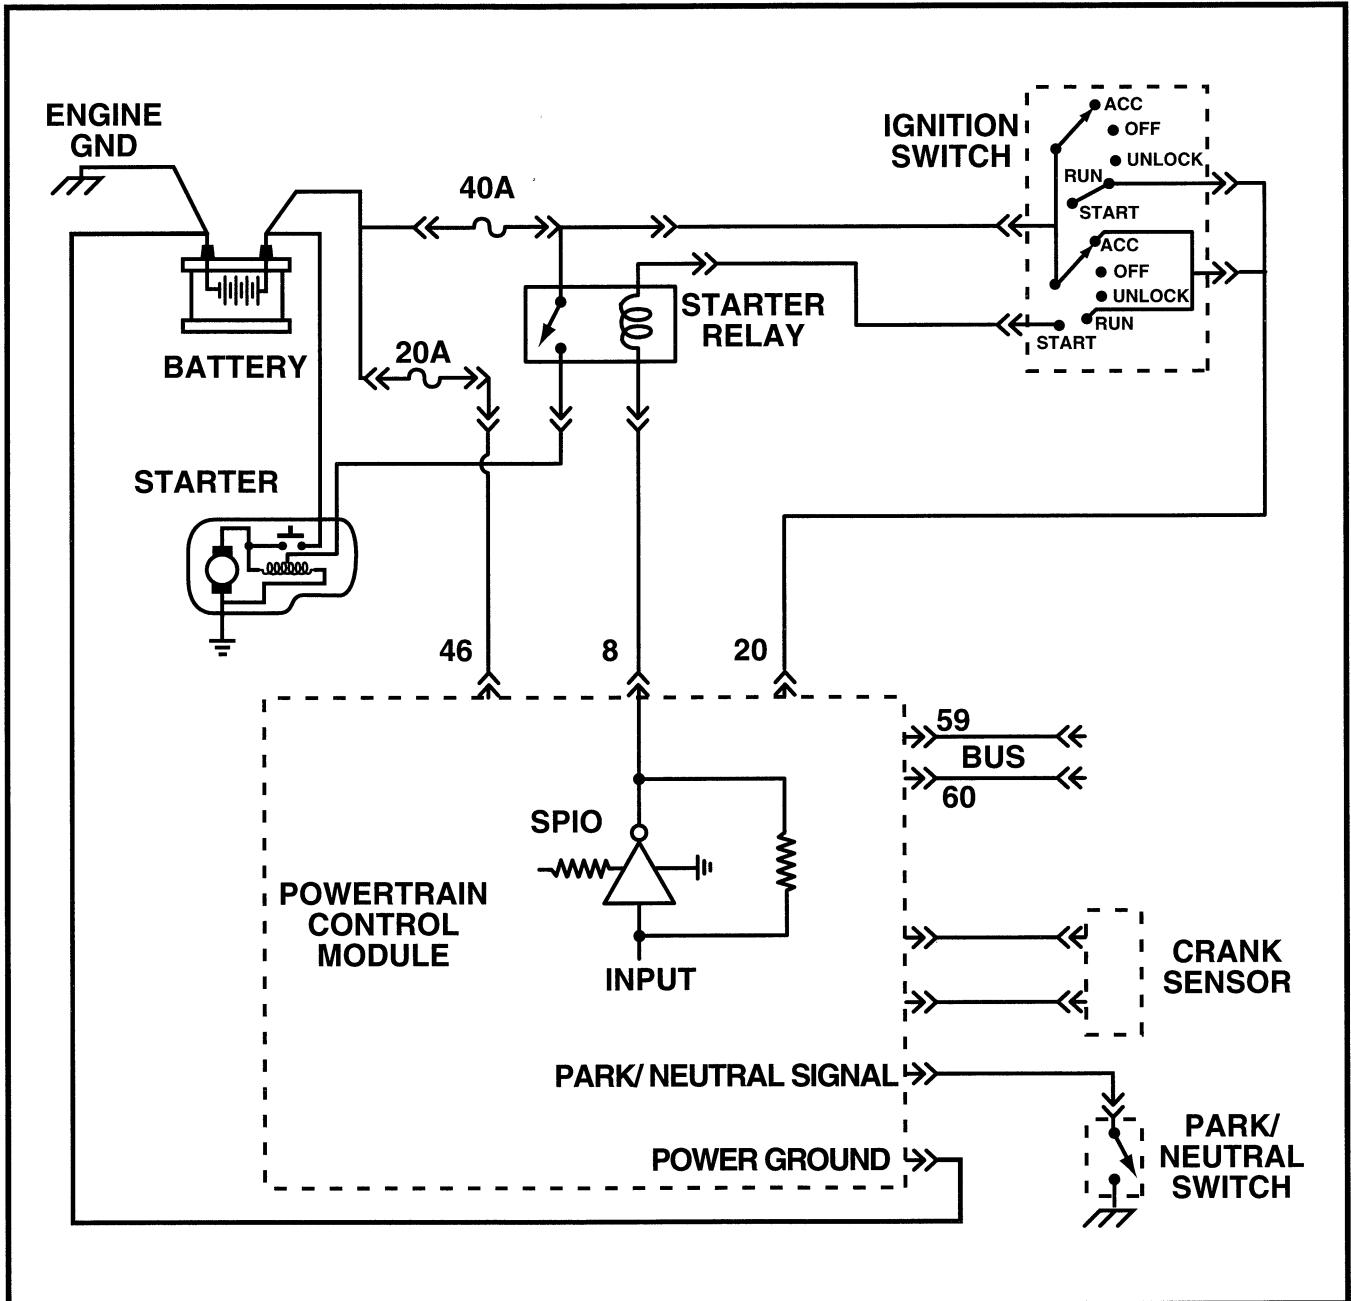 ENGINE
GND
40A
IGNITION
SWITCH
ACC
OFF
UNLOCK
RUN
START
ACC
OFF
UNLOCK
RUN
START
STARTER
RELAY
BATTERY
20A
STARTER
46
8
20
59
BUS
60
SPIO
POWERTRAIN
CONTROL
MODULE
INPUT
CRANK
SENSOR
PARK/ NEUTRAL SIGNAL
POWER GROUND
PARK/
NEUTRAL
SWITCH